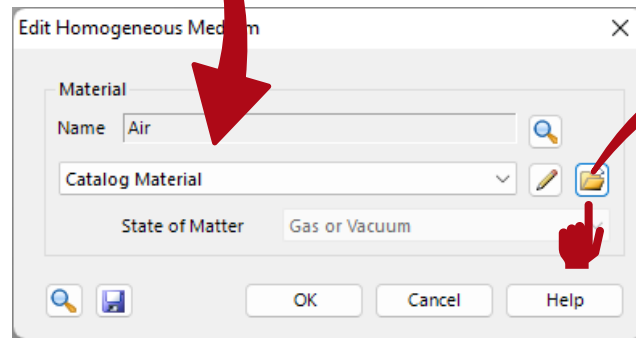 Edit Homogeneous Medium
Material
Name Air
Catalog Material
State of Matter Gas or Vacuum
OK Cancel Help